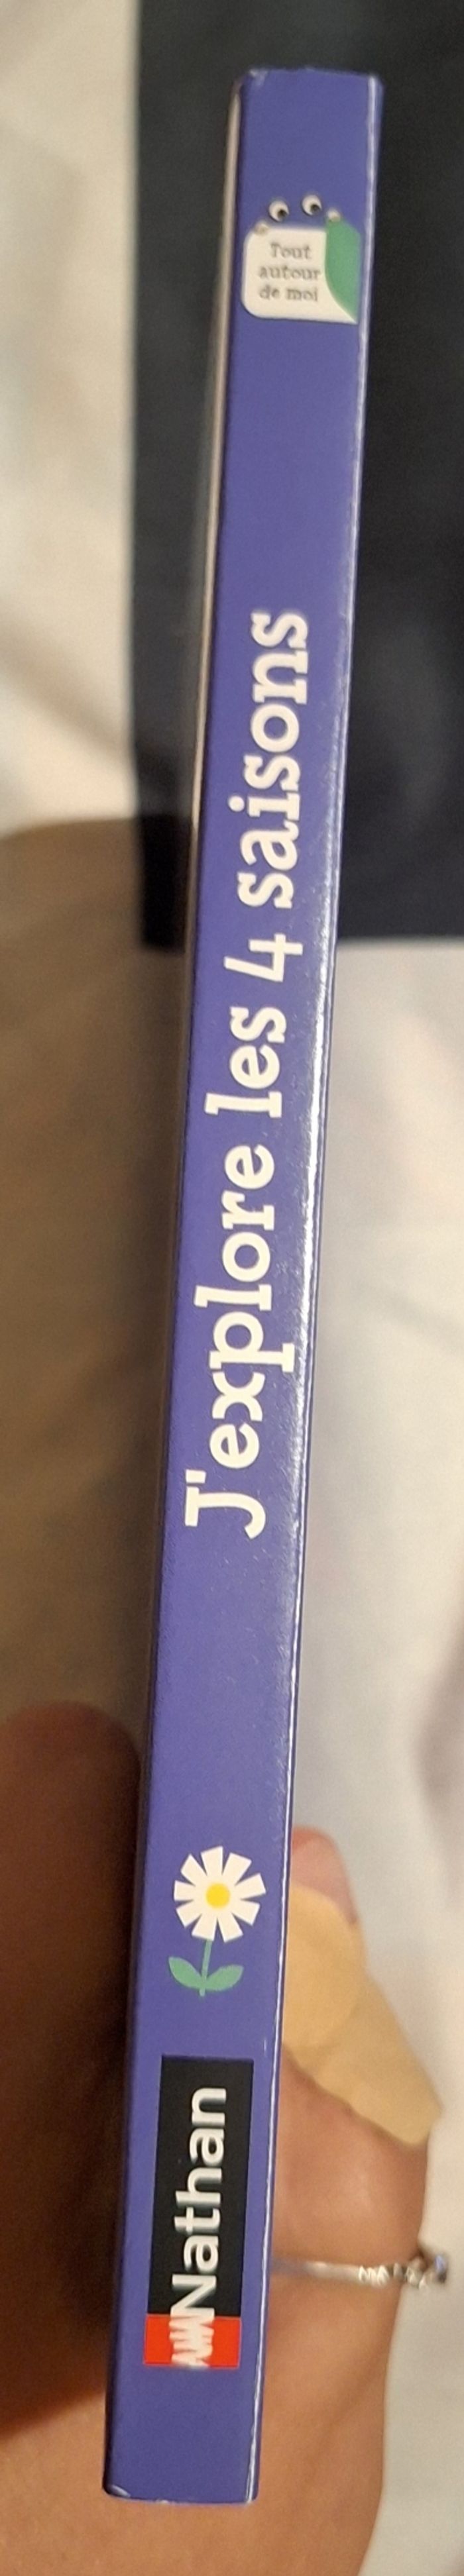 Tout
autour
de moi
J'explore les 4 saisons
Nathan